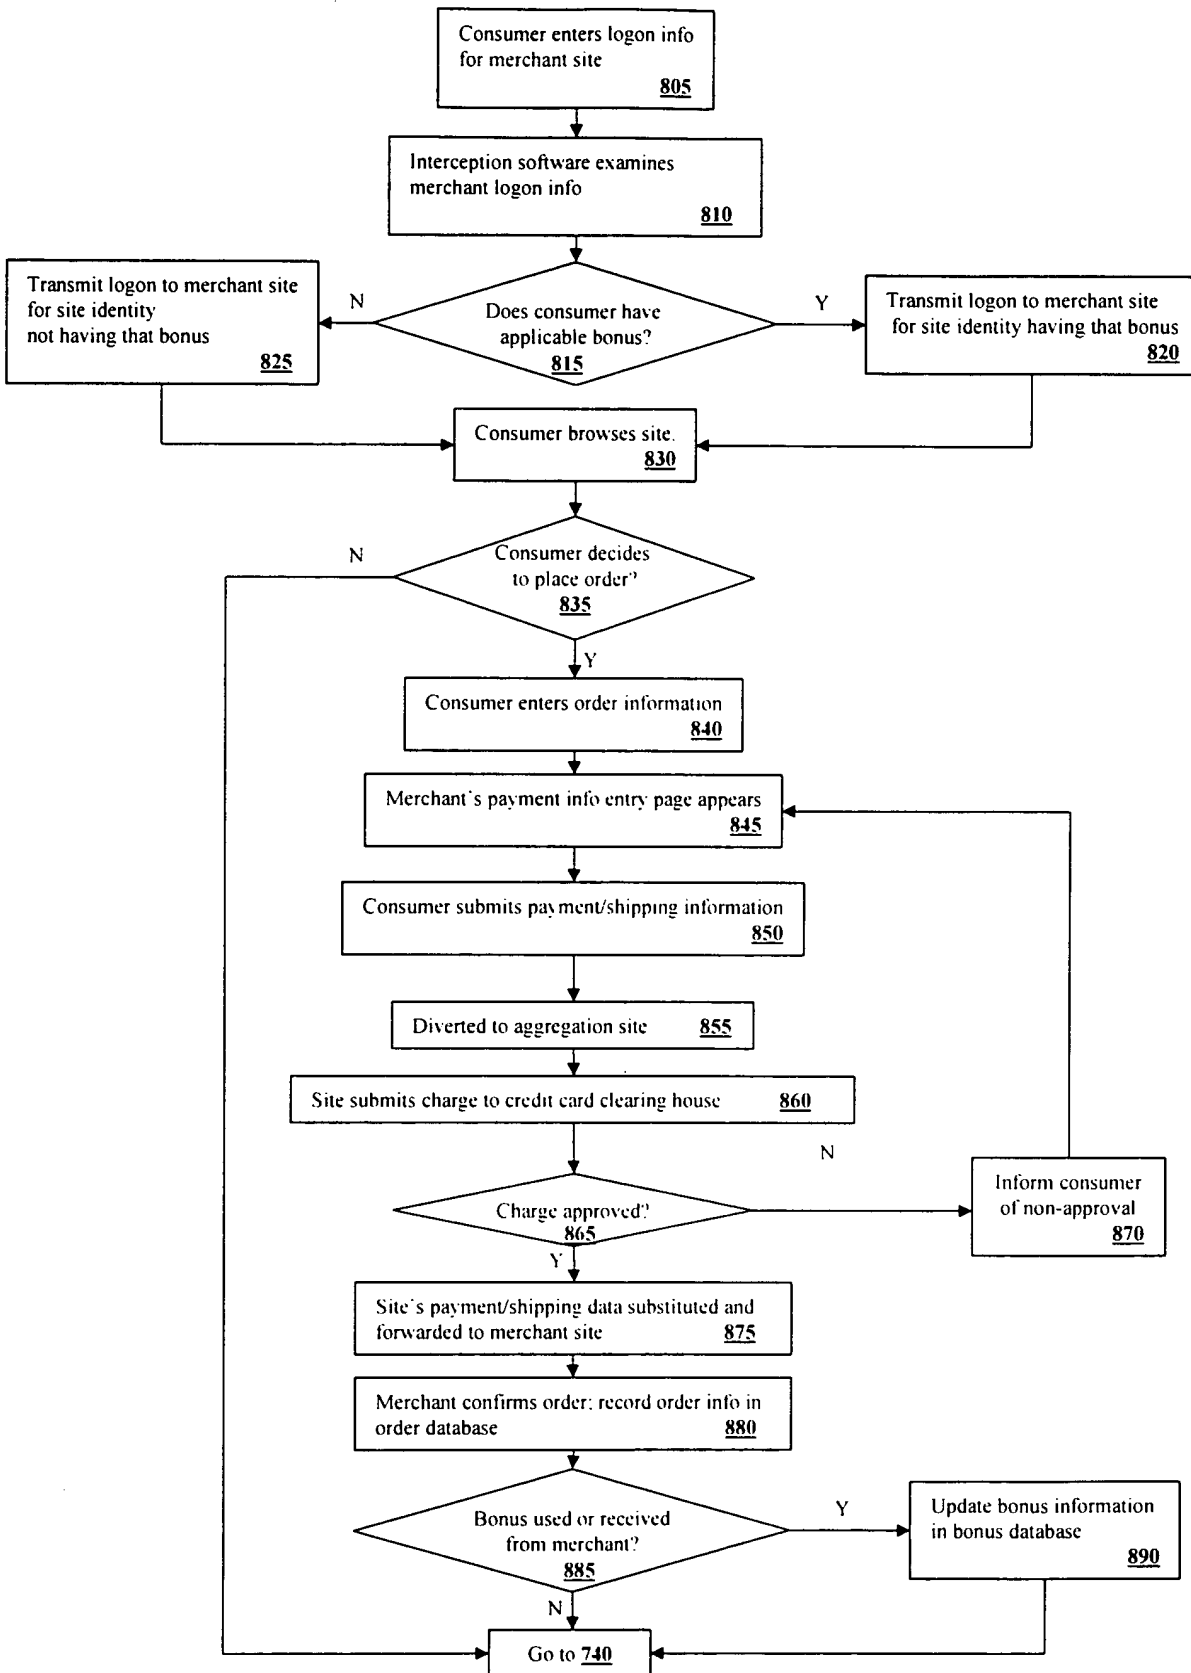 Consumer enters logon info
for merchant site
805
Interception software examines
merchant logon info
810
Transmit logon to merchant site
for site identity
not having that bonus
825
N
Does consumer have
applicable bonus?
815
Y
Transmit logon to merchant site
for site identity having that bonus
820
Consumer browses site.
830
N
Consumer decides
to place order?
835
Y
Consumer enters order information
840
Merchant's payment info entry page appears
845
Consumer submits payment/shipping information
850
Diverted to aggregation site 855
Site submits charge to credit card clearing house 860
N
Charge approved?
865
Inform consumer
of non-approval
870
Y
Site's payment/shipping data substituted and
forwarded to merchant site 875
Merchant confirms order; record order info in
order database 880
Bonus used or received
from merchant?
885
Y
Update bonus information
in bonus database
890
N
Go to 740